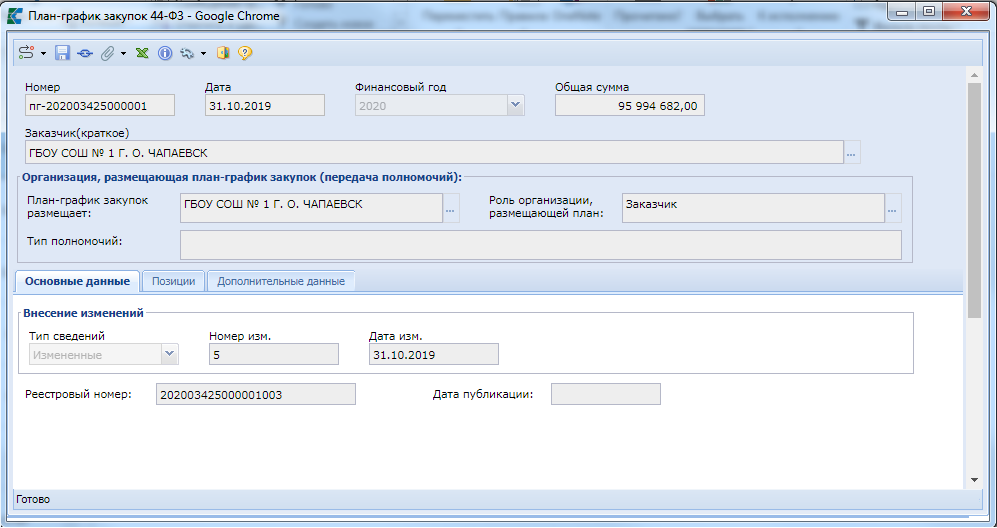 План-график закупок 44-ФЗ - Google Chrome
Номер Дата Финансовый год Общая сумма
пг-202003425000001 31.10.2019 2020 95 994 682,00
Заказчик(краткое)
ГБОУ СОШ № 1 Г. О. ЧАПАЕВСК ...
Организация, размещающая план-график закупок (передача полномочий):
План-график закупок размещает: ГБОУ СОШ № 1 Г. О. ЧАПАЕВСК ... Роль организации, размещающей план: Заказчик ...
Тип полномочий:
Основные данные Позиции Дополнительные данные
Внесение изменений
Тип сведений Номер изм. Дата изм.
Измененные 5 31.10.2019
Реестровый номер: 202003425000001003 Дата публикации:
Готово